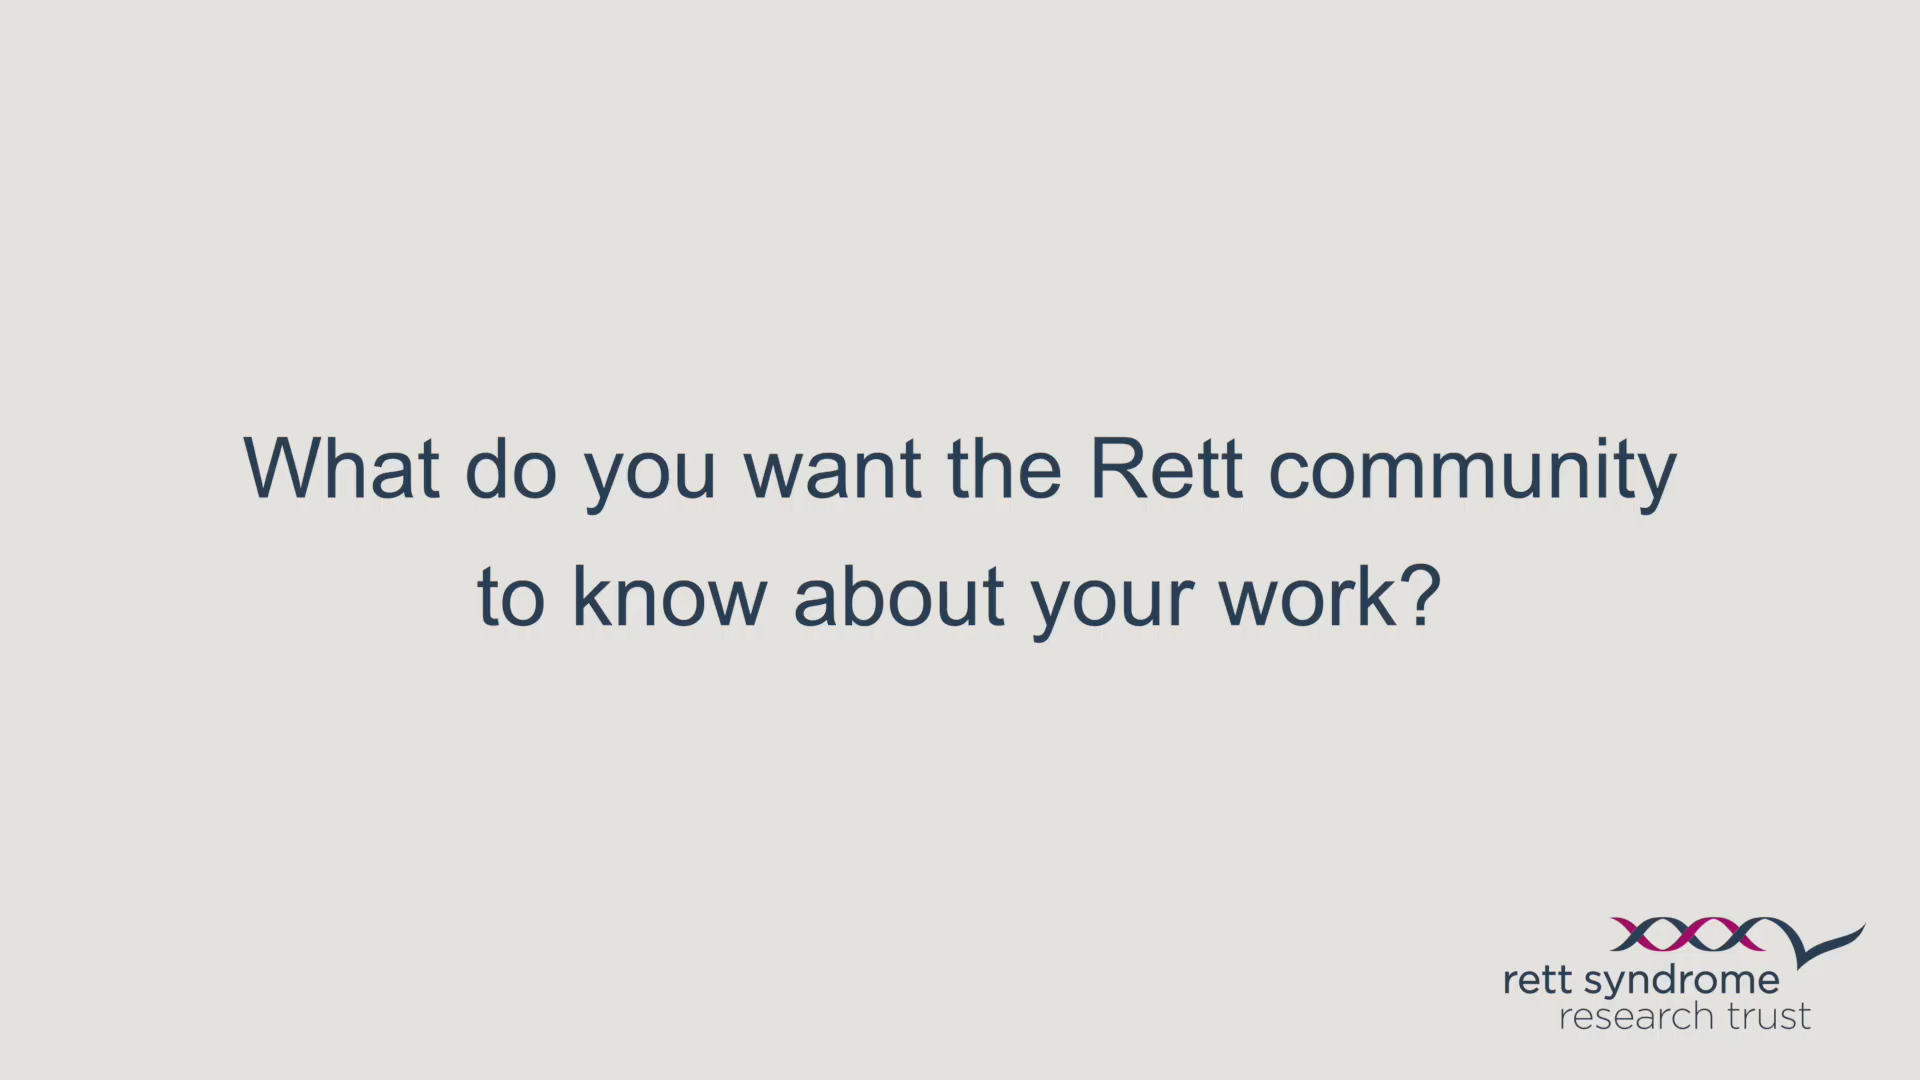 What do you want the Rett community
to know about your work?
rett syndrome
research trust